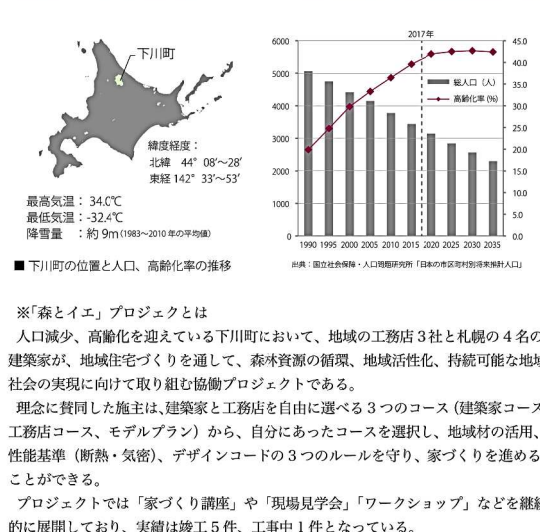 下川町
緯度経度：
北緯 44°08’～28’
東経142°33’～53’
最高気温： 34.0℃
最低気温：-32.4℃
降雪量 ：約9m(1983～2010年の平均値)
■ 下川町の位置と人口、高齢化率の推移
2017年
6000
5000
4000
3000
2000
1000
0
45.0
40.0
35.0
30.0
25.0
20.0
15.0
10.0
5.0
0.0
総人口（人）
高齢化率(%)
1990 1995 2000 2005 2010 2015 2020 2025 2030 2035
出典：国立社会保障・人口問題研究所「日本の市区町村別将来推計人口」
※「森とイエ」プロジェクとは
人口減少、高齢化を迎えている下川町において、地域の工務店3社と札幌の4名の
建築家が、地域住宅づくりを通して、森林資源の循環、地域活性化、持続可能な地域
社会の実現に向けて取り組む協働プロジェクトである。
理念に賛同した施主は、建築家と工務店を自由に選べる3つのコース（建築家コース
工務店コース、モデルプラン）から、自分にあったコースを選択し、地域材の活用、
性能基準（断熱・気密）、デザインコードの3つのルールを守り、家づくりを進める
ことができる。
プロジェクトでは「家づくり講座」や「現場見学会」「ワークショップ」などを継続
的に展開しており、実績は竣工5件、工事中1件となっている。